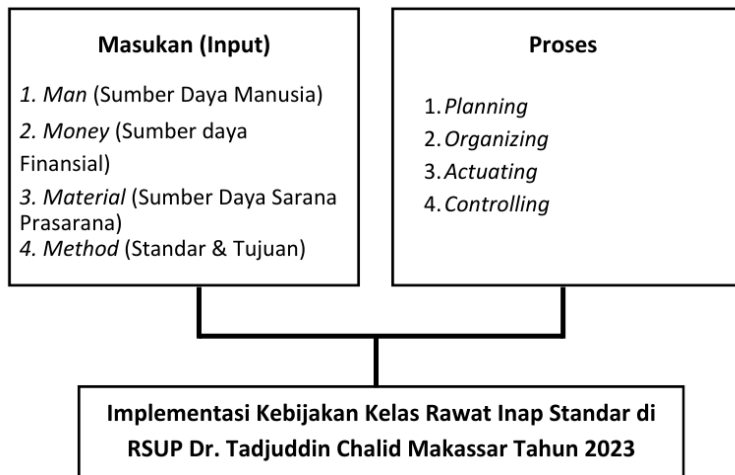 Masukan (Input)
1. Man (Sumber Daya Manusia)
2. Money (Sumber daya
Finansial)
3. Material (Sumber Daya Sarana
Prasarana)
4. Method (Standar & Tujuan)
Proses
1. Planning
2. Organizing
3. Actuating
4. Controlling
Implementasi Kebijakan Kelas Rawat Inap Standar di
RSUP Dr. Tadjuddin Chalid Makassar Tahun 2023